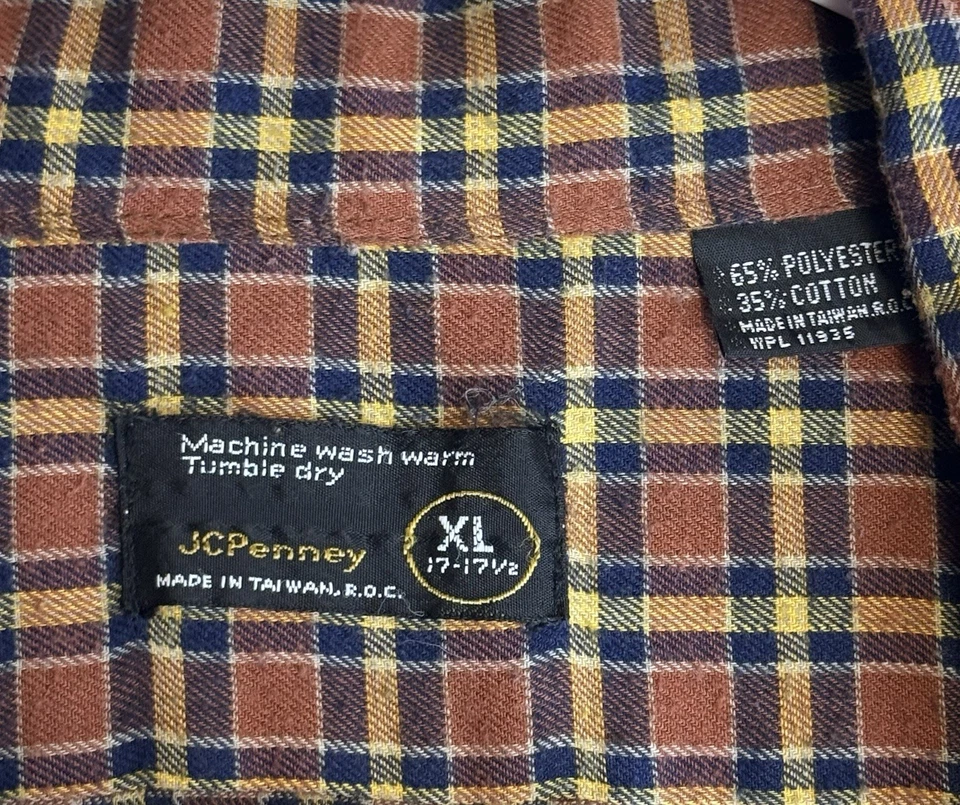 65% POLYESTER
35% COTTON
MADE IN TAIWAN, R.O.C.
WPL 11935
Machine wash warm
Tumble dry
JCPenney
MADE IN TAIWAN, R.O.C.
XL
17-17½